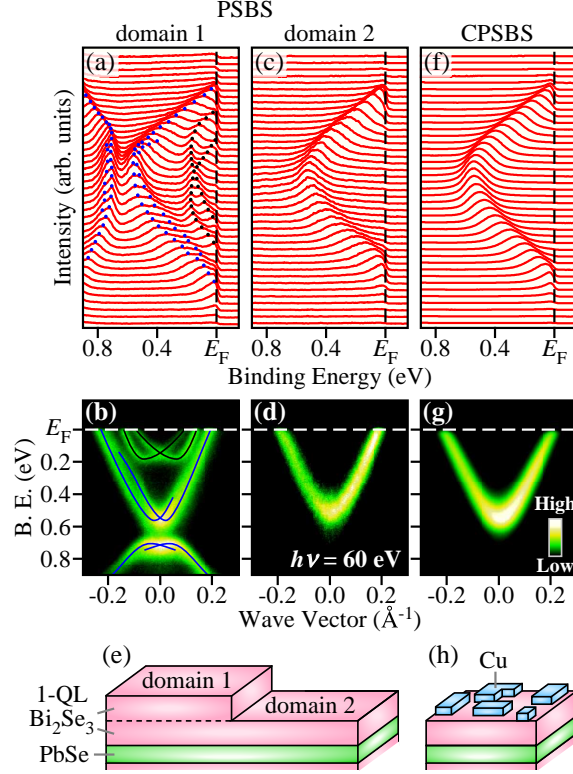 PSBS
domain 1
domain 2
CPSBS
(a)
(c)
(f)
Intensity (arb. units)
0.8 0.4 E_F
0.8 0.4 E_F
0.8 0.4 E_F
Binding Energy (eV)
(b)
(d)
(g)
E_F
0.2
0.4
0.6
0.8
B. E. (eV)
hν = 60 eV
High
Low
-0.2 0.0 0.2
-0.2 0.0 0.2
-0.2 0.0 0.2
Wave Vector (Å⁻¹)
(e)
domain 1
domain 2
1-QL
Bi₂Se₃
PbSe
(h)
Cu